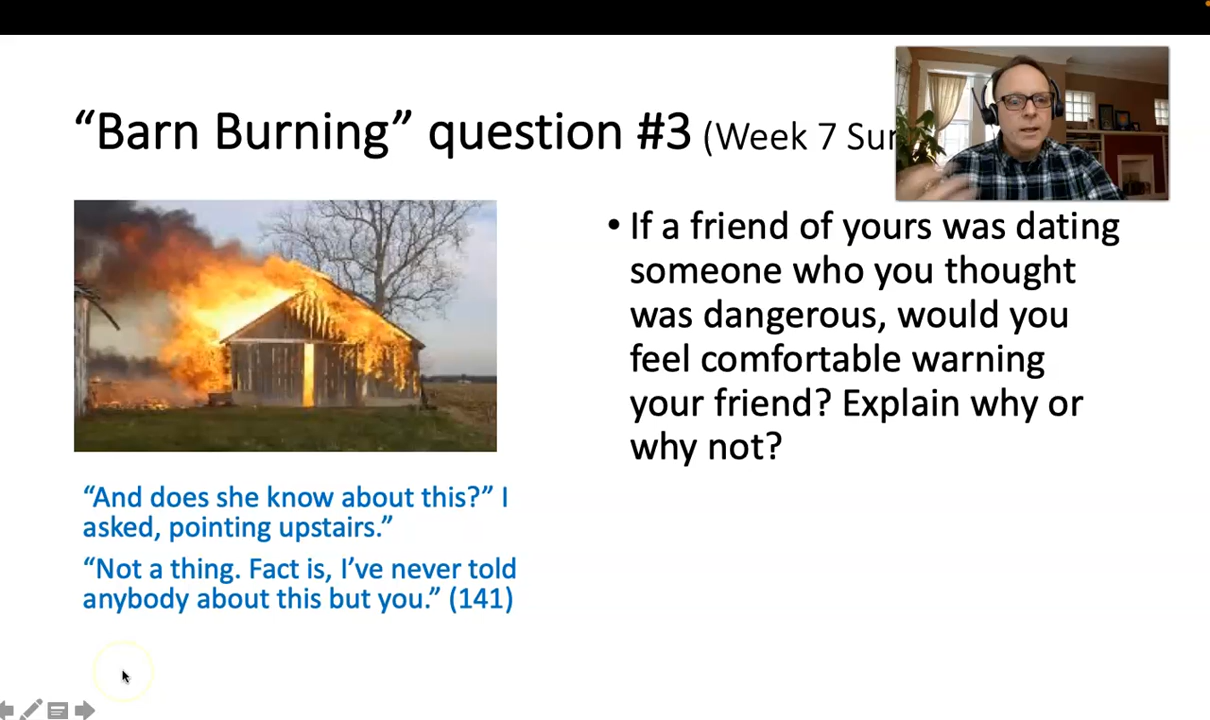 “Barn Burning” question #3 (Week 7 Sur
• If a friend of yours was dating
someone who you thought
was dangerous, would you
feel comfortable warning
your friend? Explain why or
why not?
“And does she know about this?” I
asked, pointing upstairs.”
“Not a thing. Fact is, I’ve never told
anybody about this but you.” (141)